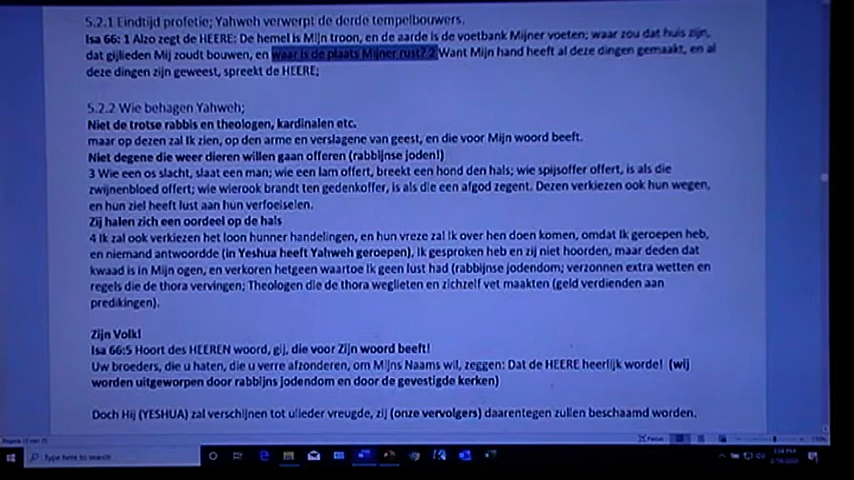 5.2.1 Eindtijd profetie; Yahweh verwerpt de derde tempelbouwers.
Isa 66: 1 Alzo zegt de HEERE: De hemel is Mijn troon, en de aarde is de voetbank Mijner voeten; waar zou dat huis zijn,
dat gijlieden Mij zoudt bouwen, en waar is de plaats Mijner rust? 2 Want Mijn hand heeft al deze dingen gemaakt, en al
deze dingen zijn geweest, spreekt de HEERE;
5.2.2 Wie behagen Yahweh;
Niet de trotse rabbis en theologen, kardinalen etc.
maar op dezen zal Ik zien, op den arme en verslagene van geest, en die voor Mijn woord beeft.
Niet degene die weer dieren willen gaan offeren (rabbijnse joden!)
3 Wie een os slacht, slaat een man; wie een lam offert, breekt een hond den hals; wie spijsoffer offert, is als die
zwijnenbloed offert; wie wierook brandt ten gedenkoffer, is als die een afgod zegent. Dezen verkiezen ook hun wegen,
en hun ziel heeft lust aan hun verfoeiselen.
Zij halen zich een oordeel op de hals
4 Ik zal ook verkiezen het loon hunner handelingen, en hun vreze zal Ik over hen doen komen, omdat Ik geroepen heb,
en niemand antwoordde (in Yeshua heeft Yahweh geroepen), Ik gesproken heb en zij niet hoorden, maar deden dat
kwaad is in Mijn ogen, en verkoren hetgeen waartoe Ik geen lust had (rabbijnse jodendom; verzonnen extra wetten en
regels die de thora vervingen; Theologen die de thora weglieten en zichzelf vet maakten (geld verdienden aan
predikingen).
Zijn Volk!
Isa 66:5 Hoort des HEEREN woord, gij, die voor Zijn woord beeft!
Uw broeders, die u haten, die u verre afzonderen, om Mijns Naams wil, zeggen: Dat de HEERE heerlijk worde! (wij
worden uitgeworpen door rabbijns jodendom en door de gevestigde kerken)
Doch Hij (YESHUA) zal verschijnen tot ulieder vreugde, zij (onze vervolgers) daarentegen zullen beschaamd worden.
Focus
Type here to search